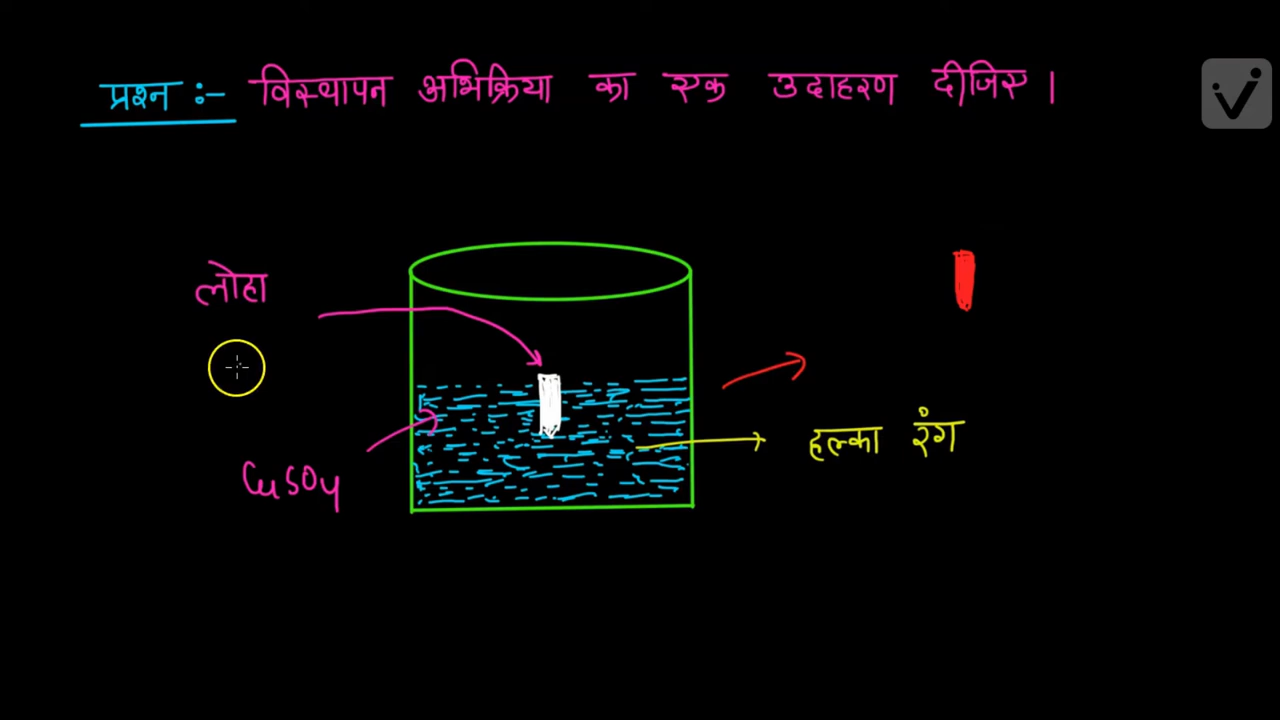 प्रश्न :- विस्थापन अभिक्रिया का एक उदाहरण दीजिए ।
लोहा
हल्का रंग
CuSO4